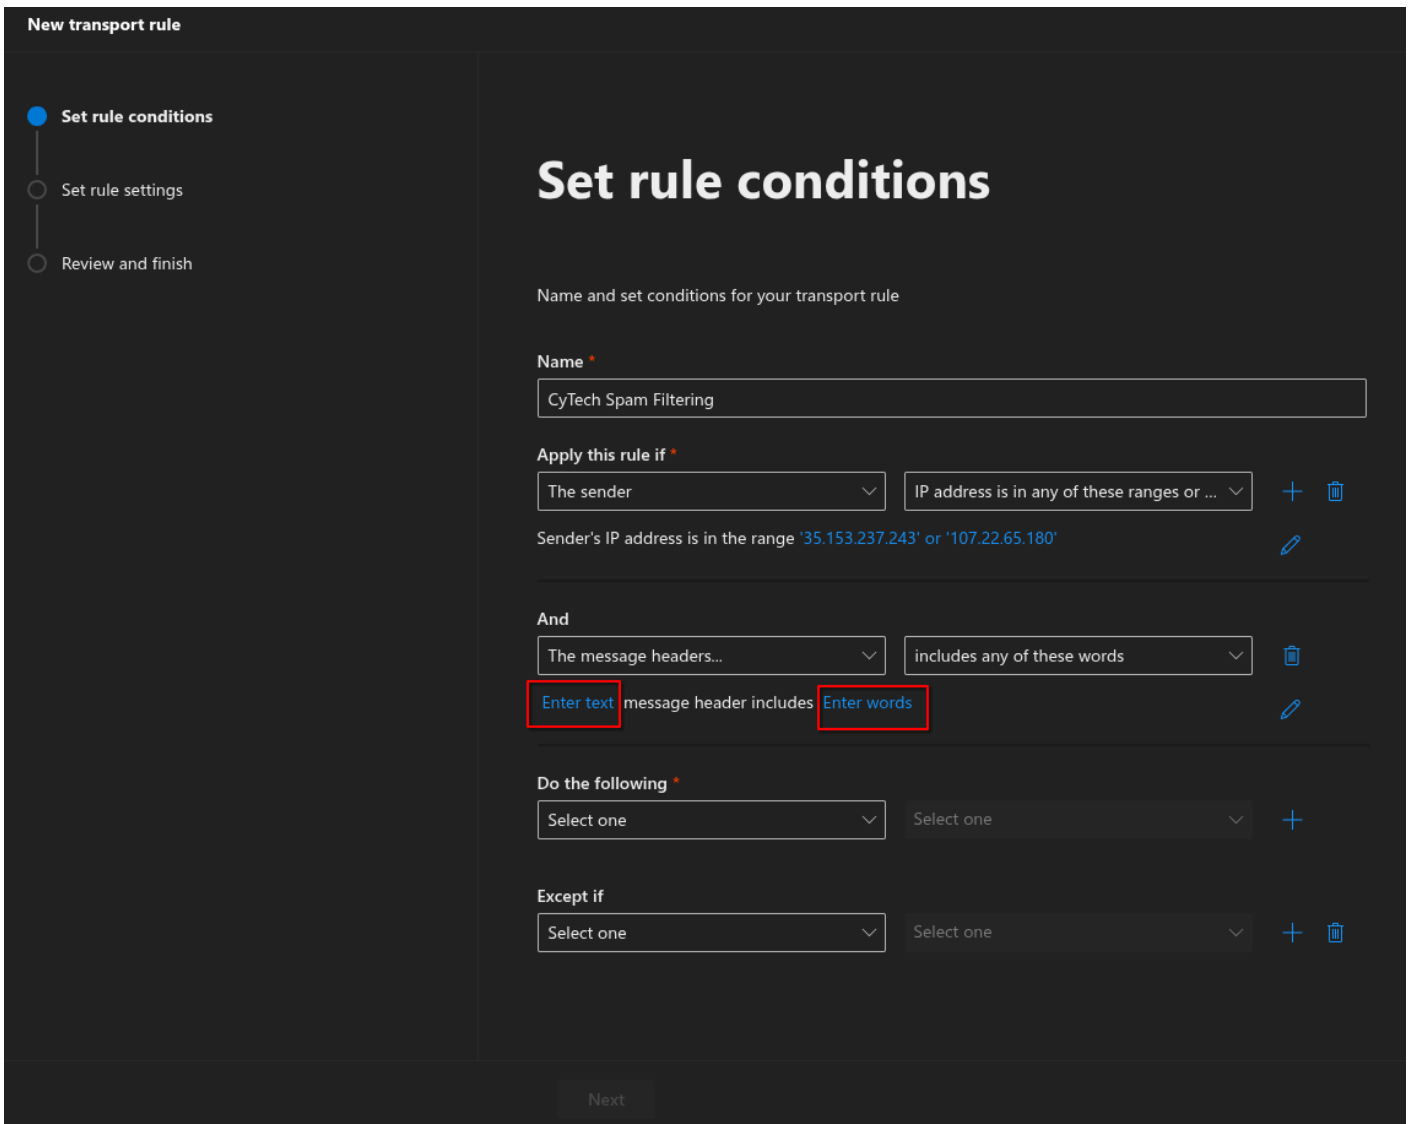 New transport rule
Set rule conditions
Set rule settings
Review and finish
Set rule conditions
Name and set conditions for your transport rule
Name *
CyTech Spam Filtering
Apply this rule if *
The sender
IP address is in any of these ranges or ...
Sender's IP address is in the range '35.153.237.243' or '107.22.65.180'
And
The message headers...
includes any of these words
Enter text message header includes Enter words
Do the following *
Select one
Select one
Except if
Select one
Select one
Next